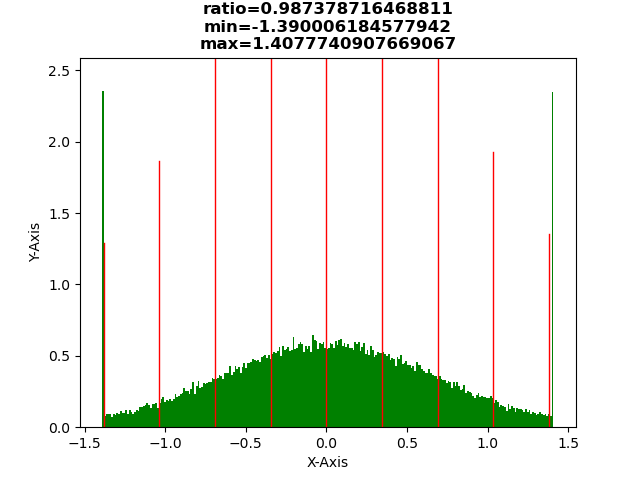 ratio=0.987378716468811
min=-1.390006184577942
max=1.4077740907669067
2.5
2.0
1.5
1.0
0.5
0.0
Y-Axis
−1.5 −1.0 −0.5 0.0 0.5 1.0 1.5
X-Axis